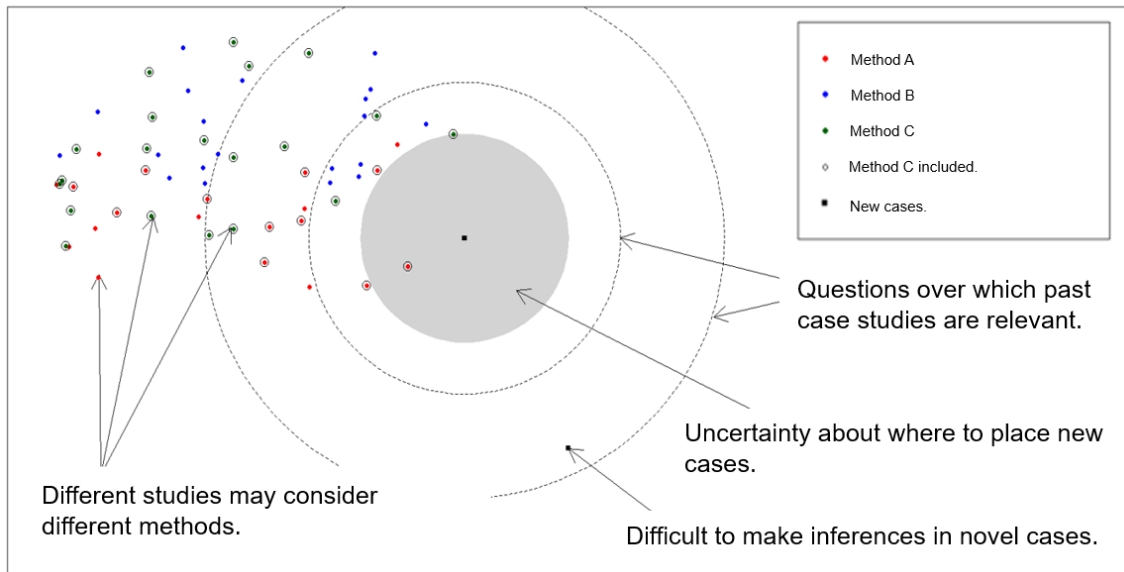 Method A
Method B
Method C
Method C included.
New cases.
Questions over which past
case studies are relevant.
Uncertainty about where to place new
cases.
Different studies may consider
different methods.
Difficult to make inferences in novel cases.